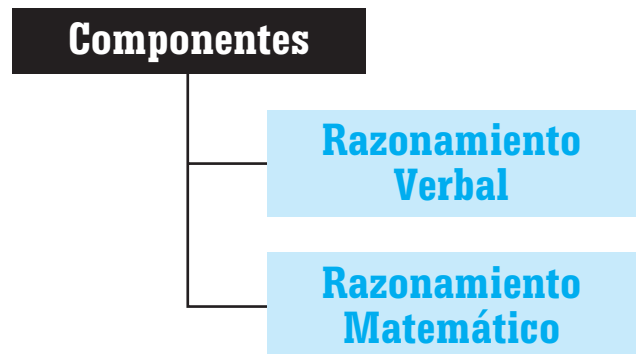 Componentes
Razonamiento
Verbal
Razonamiento
Matemático